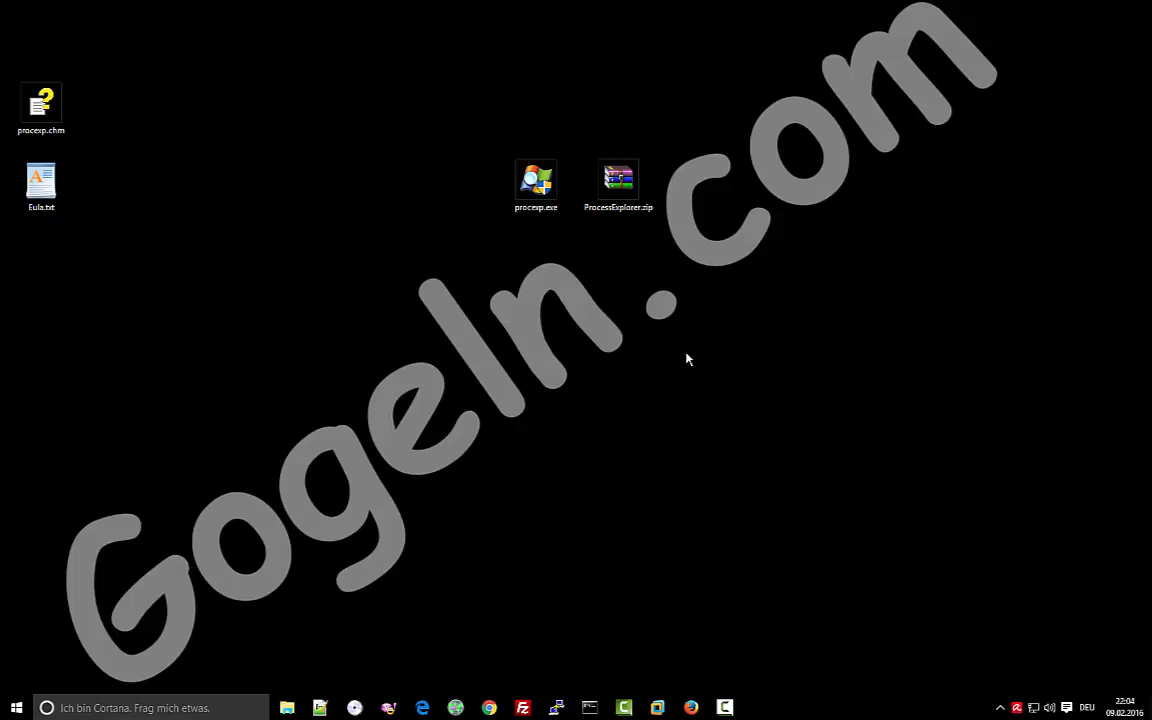 procexp.chm
Eula.txt
procexp.exe
ProcessExplorer.zip
Gogeln.com
Ich bin Cortana. Frag mich etwas.
DEU
22:04
09.02.2016